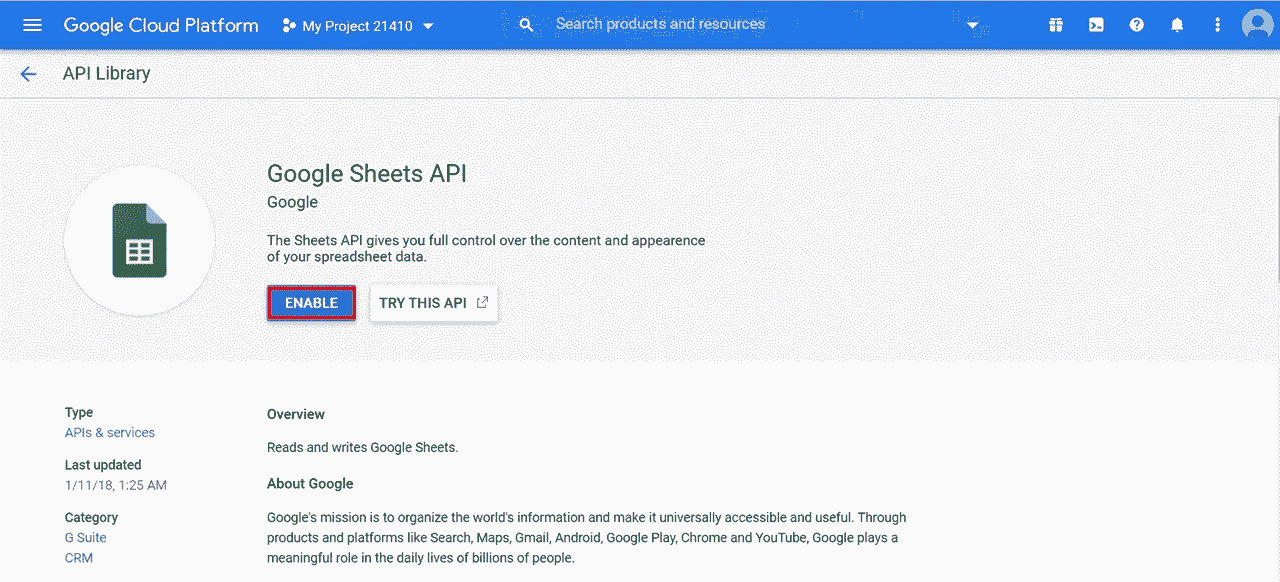 Google Cloud Platform My Project 21410 Search products and resources
API Library
Google Sheets API
Google
The Sheets API gives you full control over the content and appearence
of your spreadsheet data.
ENABLE TRY THIS API
Type
APIs & services
Last updated
1/11/18, 1:25 AM
Category
G Suite
CRM
Overview
Reads and writes Google Sheets.
About Google
Google's mission is to organize the world's information and make it universally accessible and useful. Through
products and platforms like Search, Maps, Gmail, Android, Google Play, Chrome and YouTube, Google plays a
meaningful role in the daily lives of billions of people.